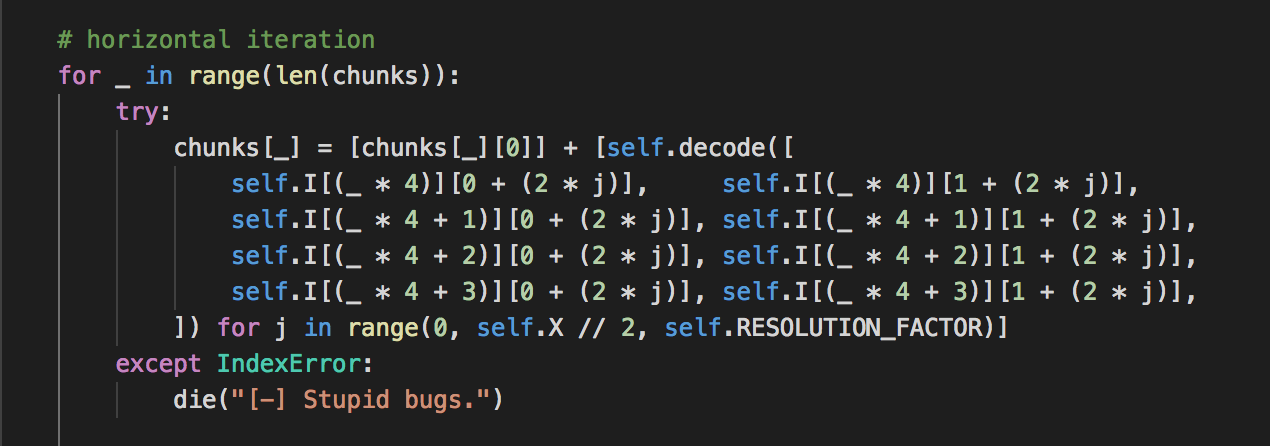 # horizontal iteration
for _ in range(len(chunks)):
try:
chunks[_] = [chunks[_][0]] + [self.decode([
self.I[(_ * 4)][0 + (2 * j)], self.I[(_ * 4)][1 + (2 * j)],
self.I[(_ * 4 + 1)][0 + (2 * j)], self.I[(_ * 4 + 1)][1 + (2 * j)],
self.I[(_ * 4 + 2)][0 + (2 * j)], self.I[(_ * 4 + 2)][1 + (2 * j)],
self.I[(_ * 4 + 3)][0 + (2 * j)], self.I[(_ * 4 + 3)][1 + (2 * j)],
]) for j in range(0, self.X // 2, self.RESOLUTION_FACTOR)]
except IndexError:
die("[-] Stupid bugs.")